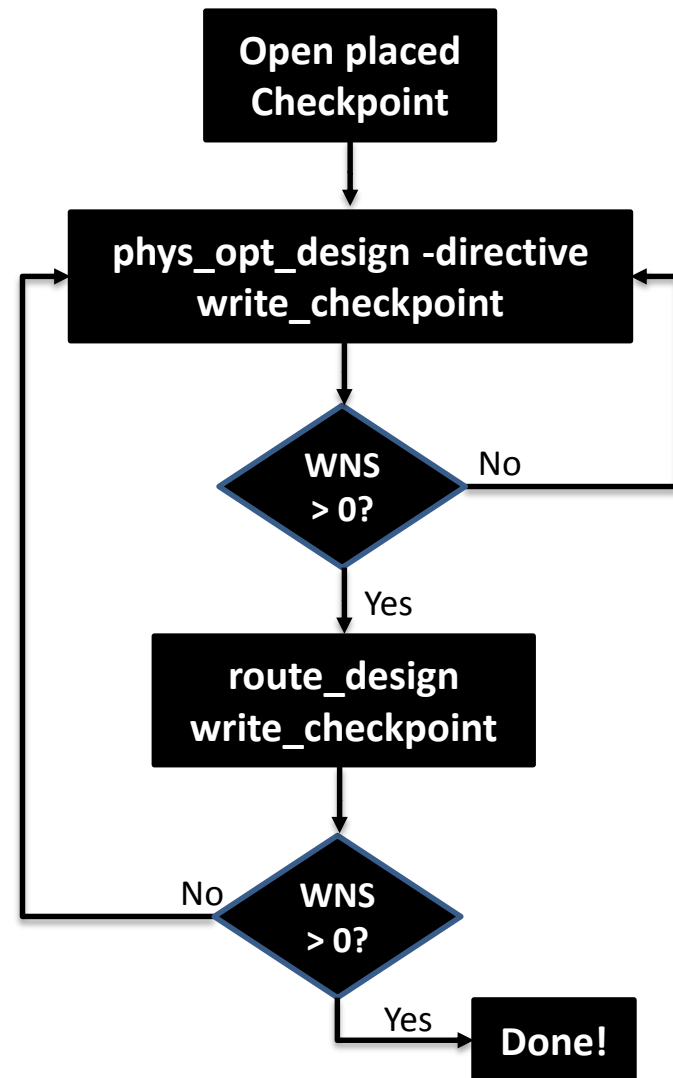 Open placed
Checkpoint
phys_opt_design -directive
write_checkpoint
WNS
> 0?
No
Yes
route_design
write_checkpoint
No
WNS
> 0?
Yes
Done!